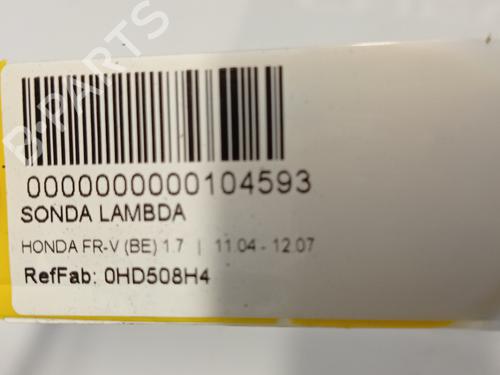 B-PARTS
0000000000104593
SONDA LAMBDA
HONDA FR-V (BE) 1.7 | 11.04 - 12.07
RefFab: 0HD508H4